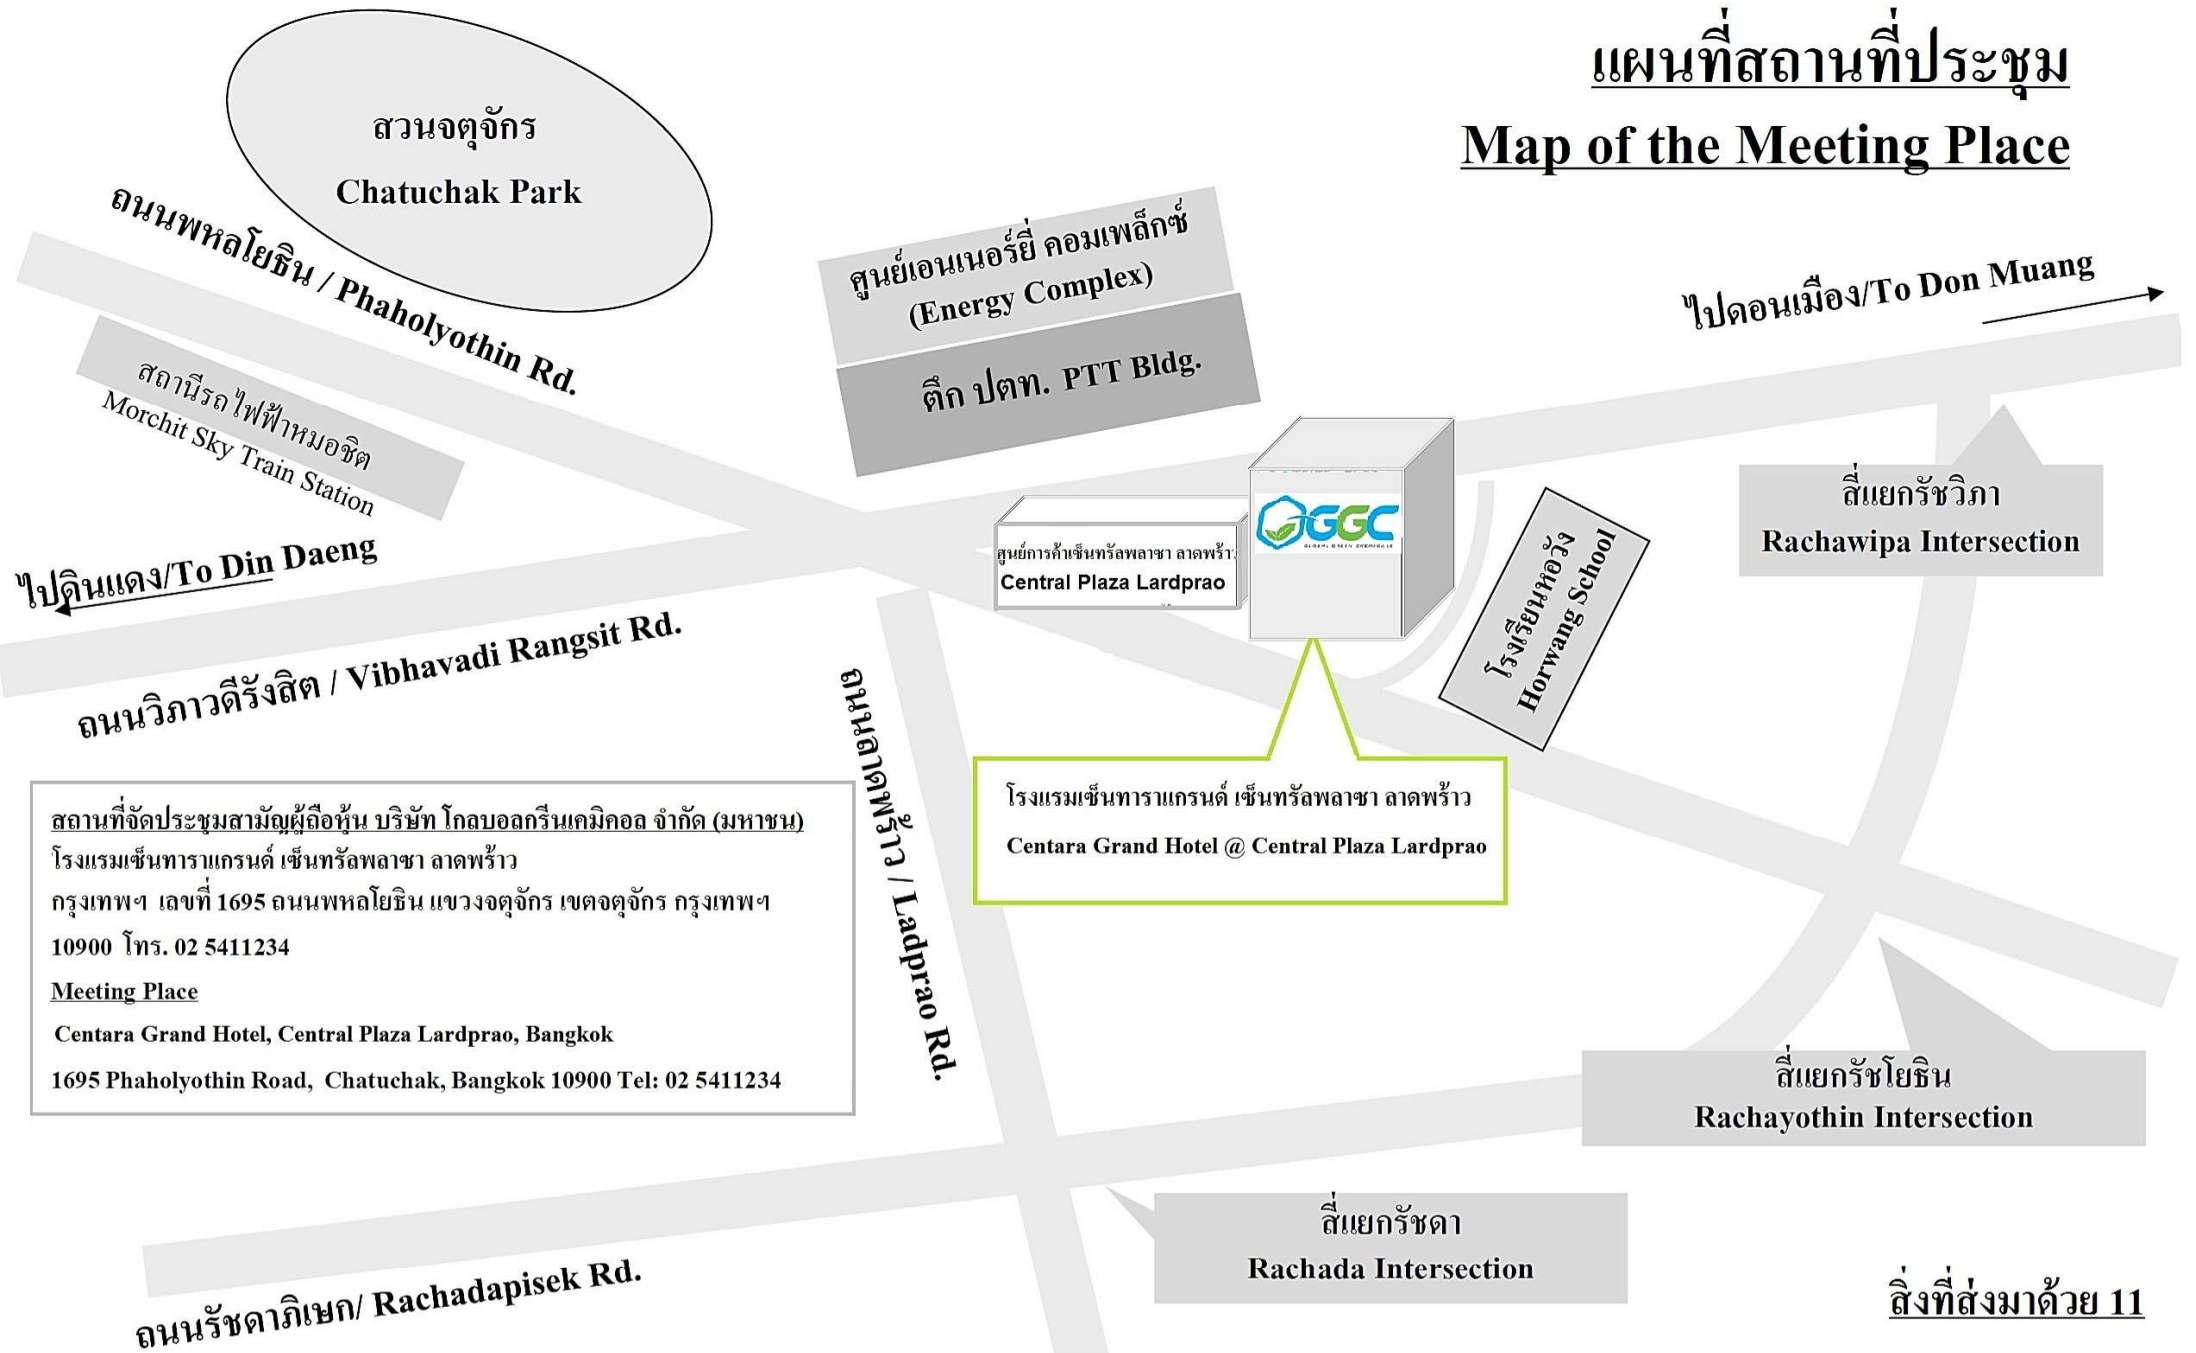 แผนที่สถานที่ประชุม
Map of the Meeting Place
สวนจตุจักร
Chatuchak Park
ถนนพหลโยธิน / Phaholyothin Rd.
ศูนย์เอนเนอร์ยี่ คอมเพล็กซ์
(Energy Complex)
ตึก ปตท. PTT Bldg.
ไปดอนเมือง/To Don Muang
สถานีรถไฟฟ้าหมอชิต
Morchit Sky Train Station
สี่แยกรัชวิภา
Rachawipa Intersection
GGC
GLOBAL GREEN CHEMICALS
ศูนย์การค้าเซ็นทรัลพลาซา ลาดพร้าว
Central Plaza Lardprao
โรงเรียนหอวัง
Horwang School
ไปดินแดง/To Din Daeng
ถนนวิภาวดีรังสิต / Vibhavadi Rangsit Rd.
ถนนลาดพร้าว / Ladprao Rd.
โรงแรมเซ็นทาราแกรนด์ เซ็นทรัลพลาซา ลาดพร้าว
Centara Grand Hotel @ Central Plaza Lardprao
สถานที่จัดประชุมสามัญผู้ถือหุ้น บริษัท โกลบอลกรีนเคมิคอล จำกัด (มหาชน)
โรงแรมเซ็นทาราแกรนด์ เซ็นทรัลพลาซา ลาดพร้าว
กรุงเทพฯ เลขที่ 1695 ถนนพหลโยธิน แขวงจตุจักร เขตจตุจักร กรุงเทพฯ
10900 โทร. 02 5411234
Meeting Place
Centara Grand Hotel, Central Plaza Lardprao, Bangkok
1695 Phaholyothin Road, Chatuchak, Bangkok 10900 Tel: 02 5411234
สี่แยกรัชโยธิน
Rachayothin Intersection
สี่แยกรัชดา
Rachada Intersection
ถนนรัชดาภิเษก/ Rachadapisek Rd.
สิ่งที่ส่งมาด้วย 11